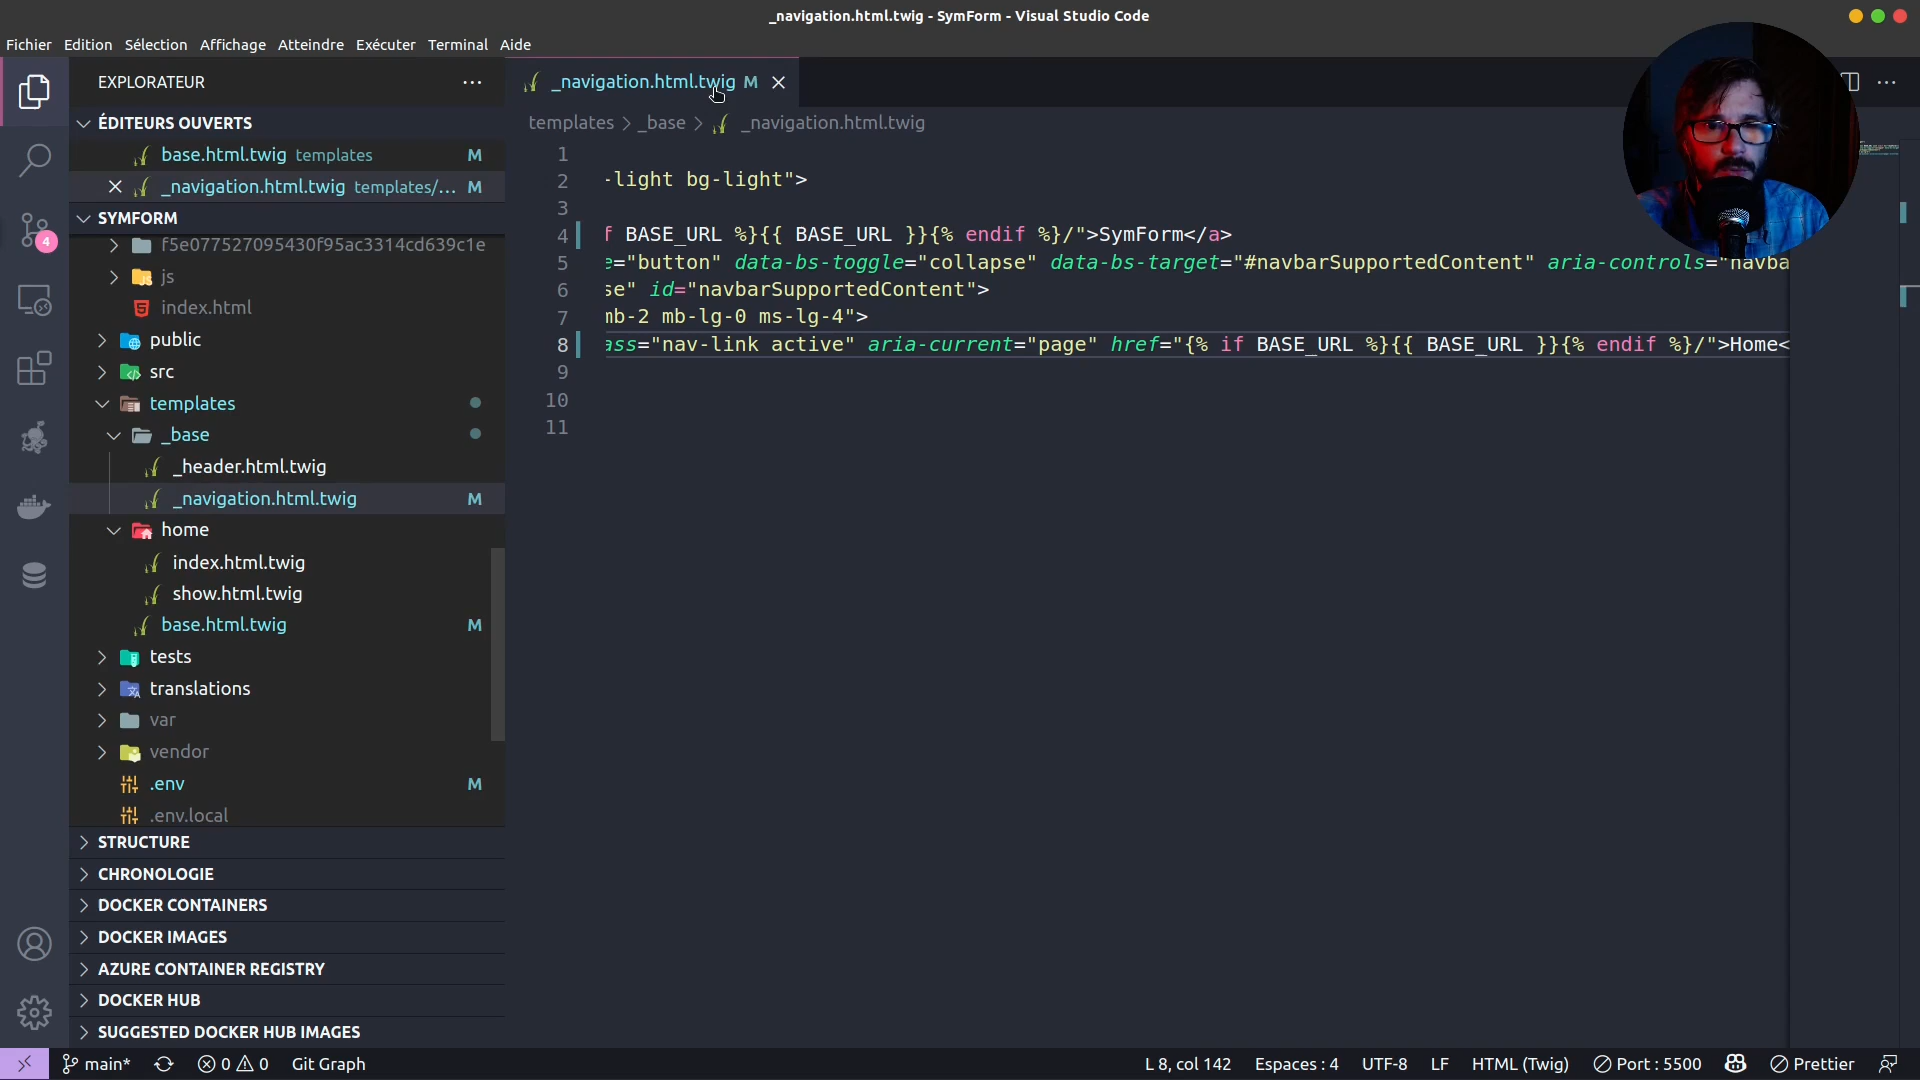 _navigation.html.twig - SymForm - Visual Studio Code
Fichier Edition Sélection Affichage Atteindre Exécuter Terminal Aide
EXPLORATEUR
ÉDITEURS OUVERTS
base.html.twig templates M
_navigation.html.twig templates/... M
SYMFORM
f5e077527095430f95ac3314cd639c1e
js
index.html
public
src
templates
_base
_header.html.twig
_navigation.html.twig M
home
index.html.twig
show.html.twig
base.html.twig M
tests
translations
var
vendor
.env M
.env.local
STRUCTURE
CHRONOLOGIE
DOCKER CONTAINERS
DOCKER IMAGES
AZURE CONTAINER REGISTRY
DOCKER HUB
SUGGESTED DOCKER HUB IMAGES
4
_navigation.html.twig M
templates > _base > _navigation.html.twig
1
2 -light bg-light">
3
4 f BASE_URL %}{{ BASE_URL }}{% endif %}/">SymForm</a>
5 e="button" data-bs-toggle="collapse" data-bs-target="#navbarSupportedContent" aria-controls="navba
6 se" id="navbarSupportedContent">
7 mb-2 mb-lg-0 ms-lg-4">
8 ass="nav-link active" aria-current="page" href="{% if BASE_URL %}{{ BASE_URL }}{% endif %}/">Home<
9
10
11
main* 0 0 Git Graph L 8, col 142 Espaces : 4 UTF-8 LF HTML (Twig) Port : 5500 Prettier